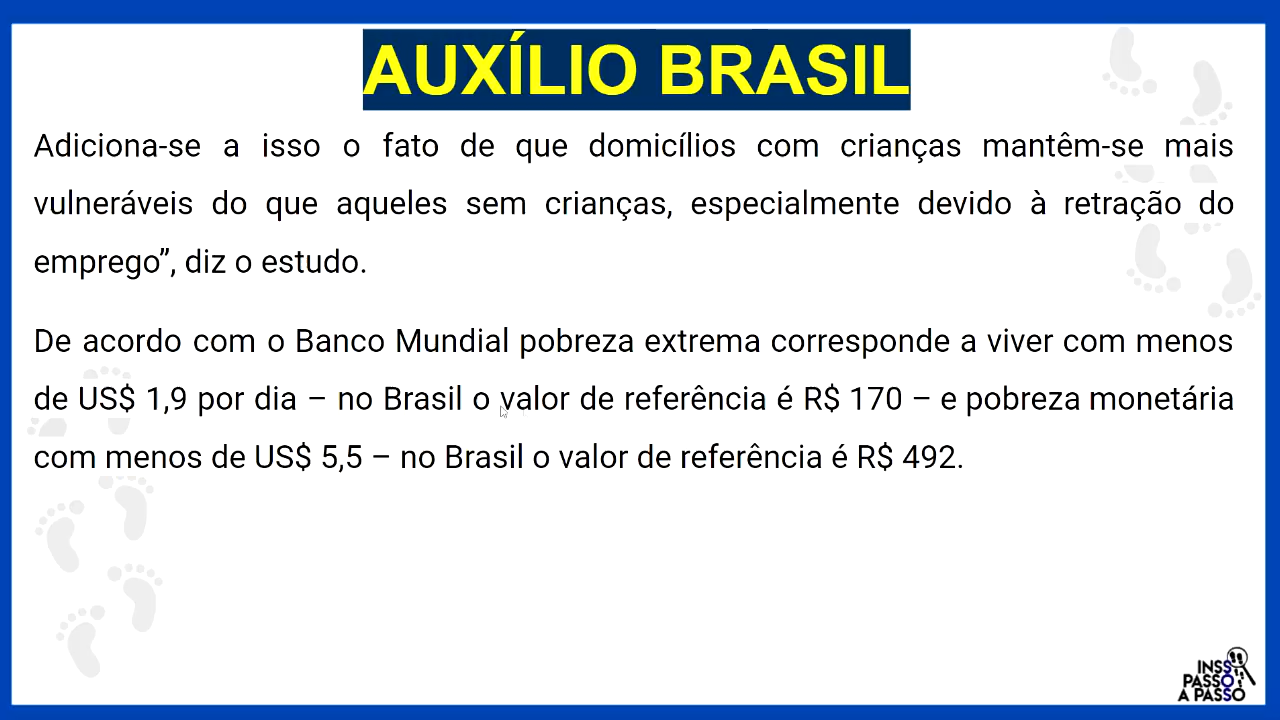 AUXÍLIO BRASIL
Adiciona-se a isso o fato de que domicílios com crianças mantêm-se mais
vulneráveis do que aqueles sem crianças, especialmente devido à retração do
emprego”, diz o estudo.
De acordo com o Banco Mundial pobreza extrema corresponde a viver com menos
de US$ 1,9 por dia – no Brasil o valor de referência é R$ 170 – e pobreza monetária
com menos de US$ 5,5 – no Brasil o valor de referência é R$ 492.
INSS
PASSO
A PASSO